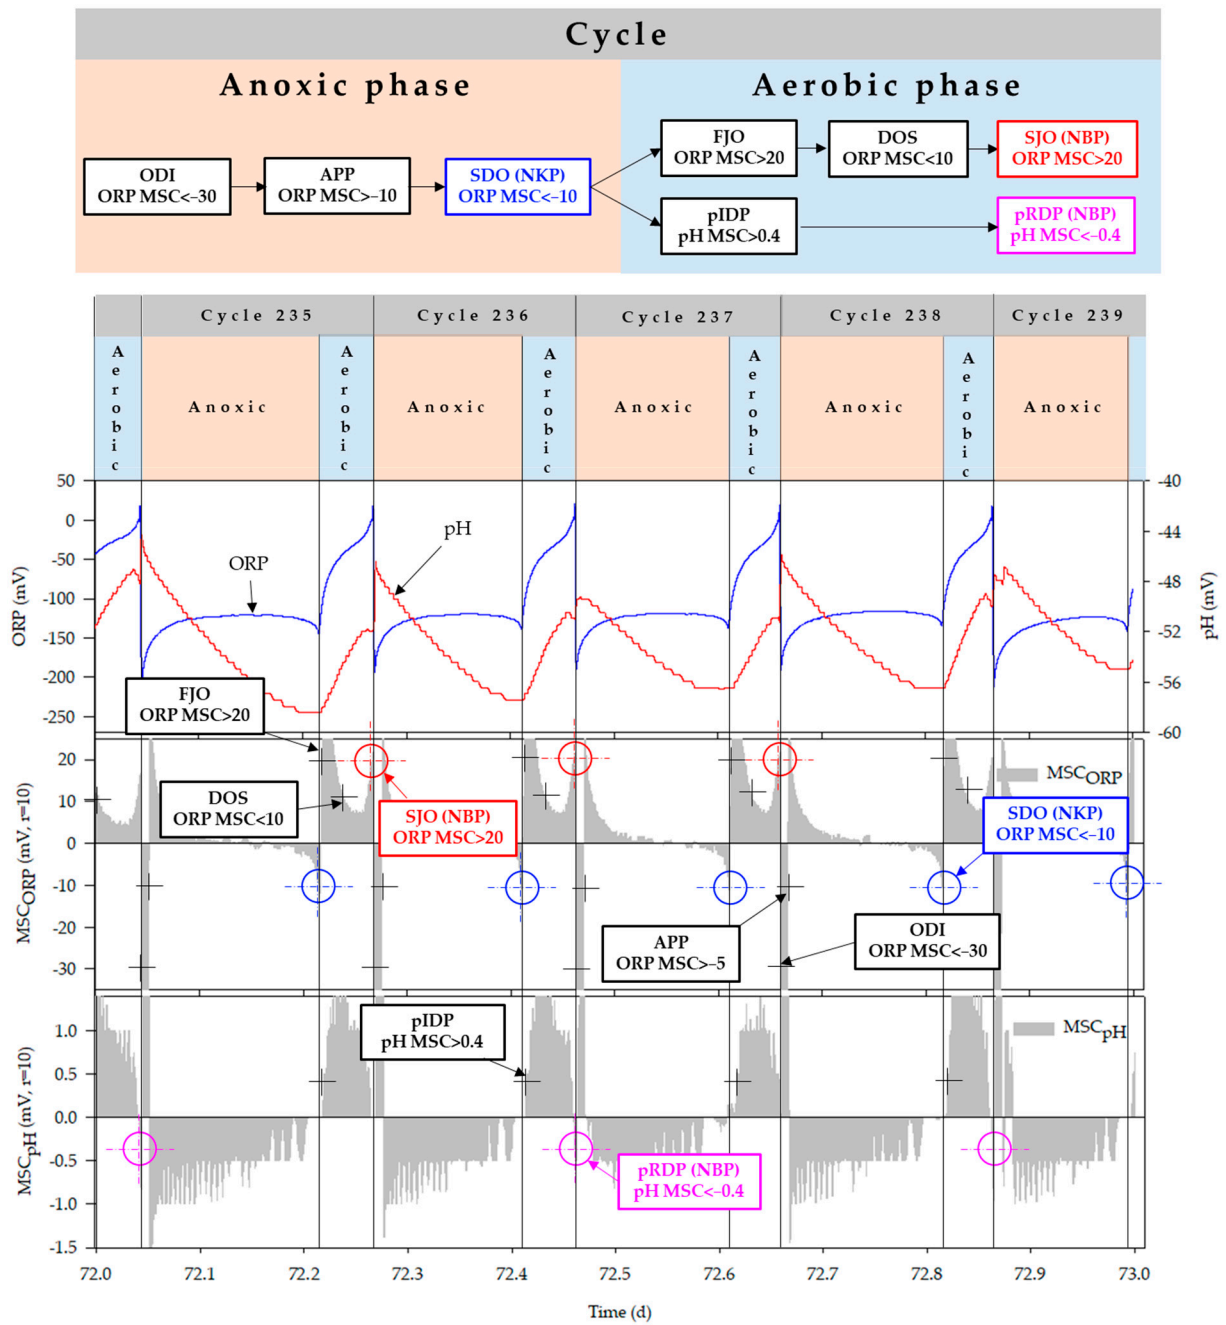 Cycle
Anoxic phase
Aerobic phase
ODI
ORP MSC<−30
APP
ORP MSC>−10
SDO (NKP)
ORP MSC<−10
FJO
ORP MSC>20
DOS
ORP MSC<10
SJO (NBP)
ORP MSC>20
pIDP
pH MSC>0.4
pRDP (NBP)
pH MSC<−0.4
Cycle 235
Cycle 236
Cycle 237
Cycle 238
Cycle 239
Aerobic
Anoxic
Aerobic
Anoxic
Aerobic
Anoxic
Aerobic
Anoxic
Aerobic
Anoxic
50
0
-50
-100
-150
-200
-250
ORP (mV)
-40
-44
-48
-52
-56
-60
pH (mV)
ORP
pH
FJO
ORP MSC>20
DOS
ORP MSC<10
SJO (NBP)
ORP MSC>20
MSCORP
SDO (NKP)
ORP MSC<−10
APP
ORP MSC>−5
ODI
ORP MSC<−30
20
10
0
-10
-20
-30
MSCORP (mV, r=10)
pIDP
pH MSC>0.4
MSCpH
pRDP (NBP)
pH MSC<−0.4
1.0
0.5
0.0
-0.5
-1.0
-1.5
MSCpH (mV, r=10)
72.0
72.1
72.2
72.3
72.4
72.5
72.6
72.7
72.8
72.9
73.0
Time (d)